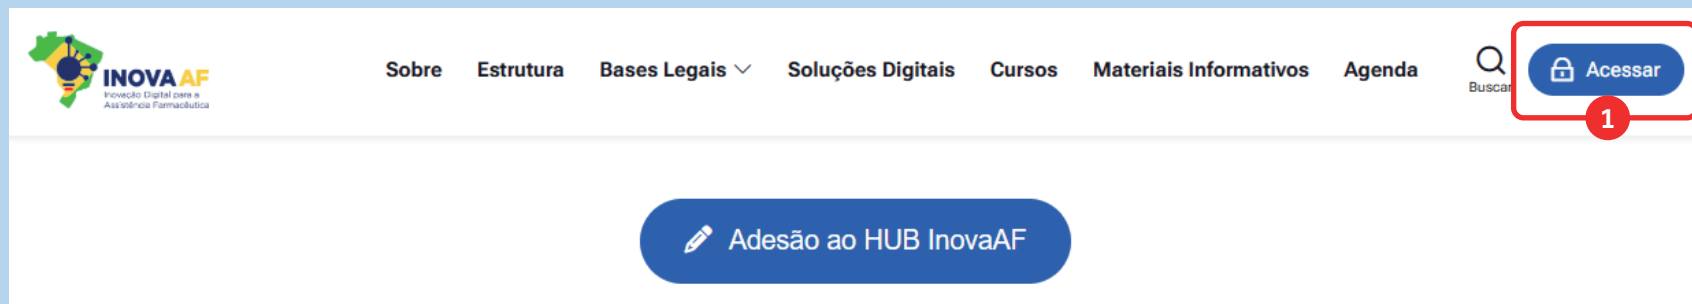 INOVA AF
Inovação Digital para a
Assistência Farmacêutica
Sobre
Estrutura
Bases Legais
Soluções Digitais
Cursos
Materiais Informativos
Agenda
Buscar
Acessar
1
Adesão ao HUB InovaAF